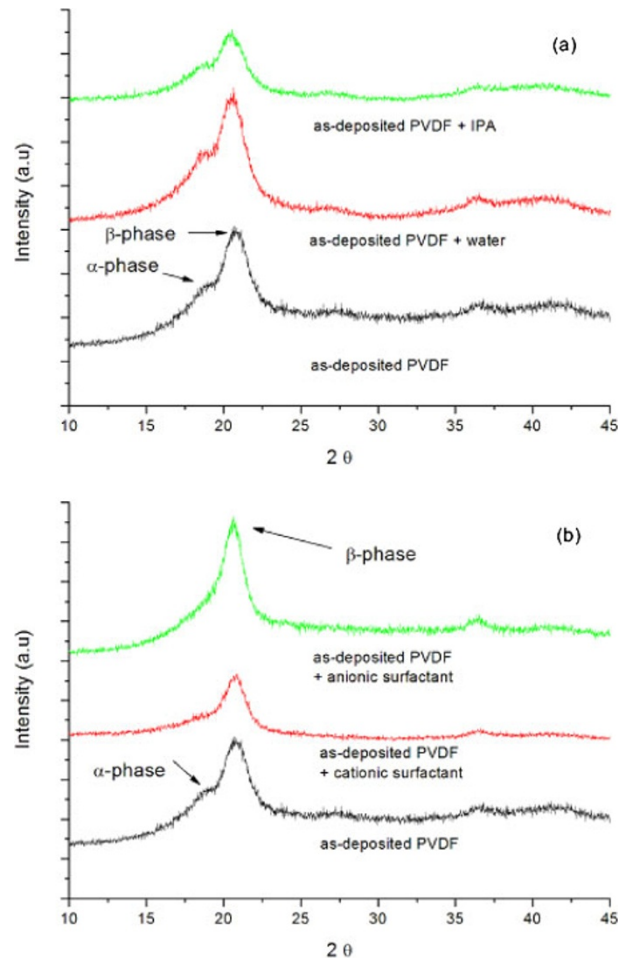 (a)
as-deposited PVDF + IPA
Intensity (a.u)
β-phase
as-deposited PVDF + water
α-phase
as-deposited PVDF
10 15 20 25 30 35 40 45
2 θ
(b)
β-phase
Intensity (a.u)
as-deposited PVDF
+ anionic surfactant
α-phase
as-deposited PVDF
+ cationic surfactant
as-deposited PVDF
10 15 20 25 30 35 40 45
2 θ